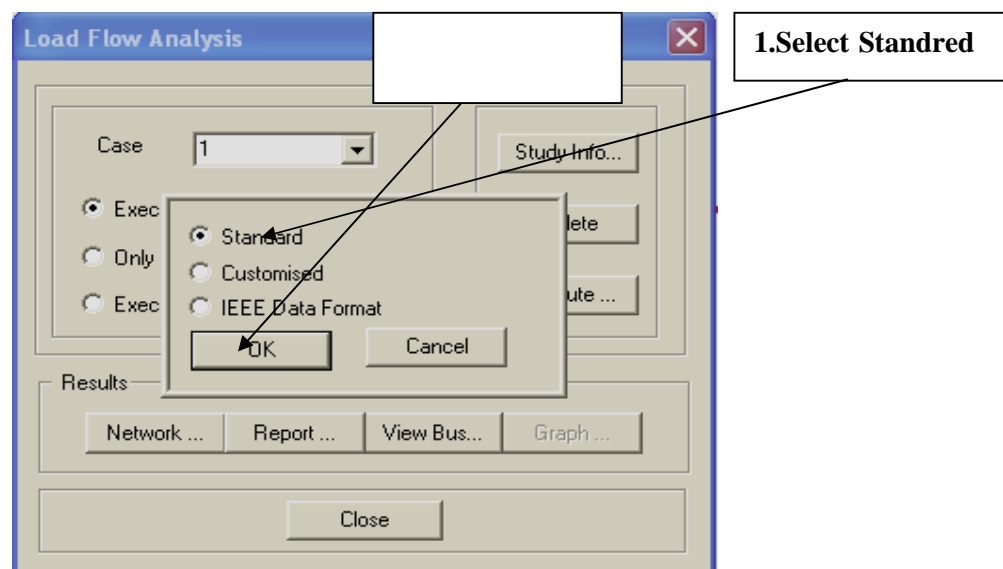 Load Flow Analysis
1.Select Standred
Case 1
Study Info...
Exec
lete
Only
Exec
ute ...
Standard
Customised
IEEE Data Format
OK
Cancel
Results
Network ...
Report ...
View Bus...
Graph ...
Close